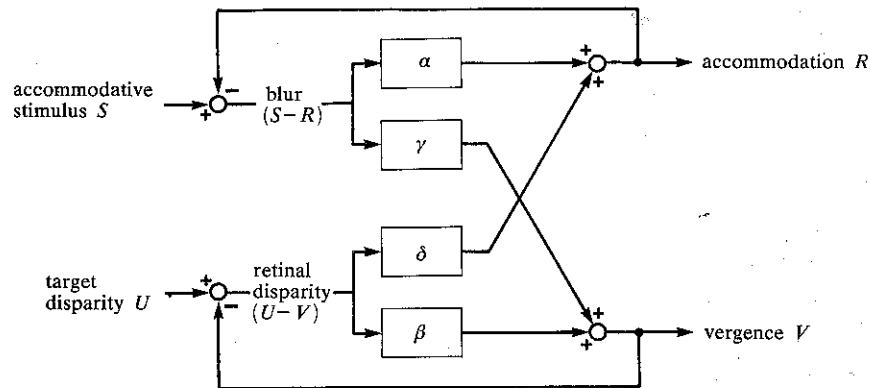 accommodative
stimulus S
+
−
blur
(S−R)
α
γ
+
+
accommodation R
target
disparity U
+
−
retinal
disparity
(U−V)
δ
β
+
+
vergence V